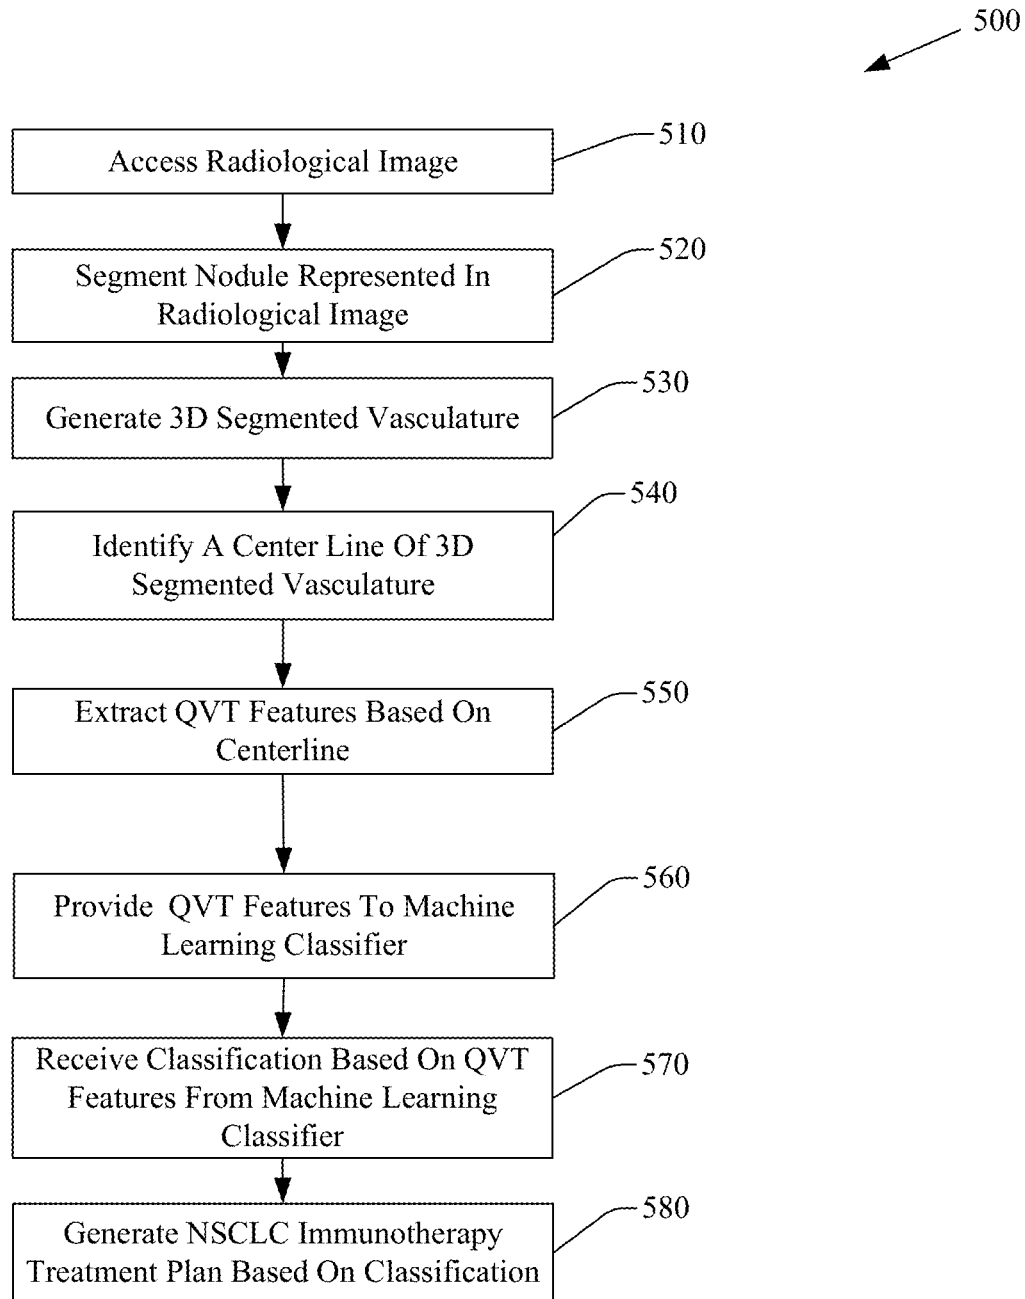 500
510
Access Radiological Image
520
Segment Nodule Represented In
Radiological Image
530
Generate 3D Segmented Vasculature
540
Identify A Center Line Of 3D
Segmented Vasculature
550
Extract QVT Features Based On
Centerline
560
Provide QVT Features To Machine
Learning Classifier
570
Receive Classification Based On QVT
Features From Machine Learning
Classifier
580
Generate NSCLC Immunotherapy
Treatment Plan Based On Classification